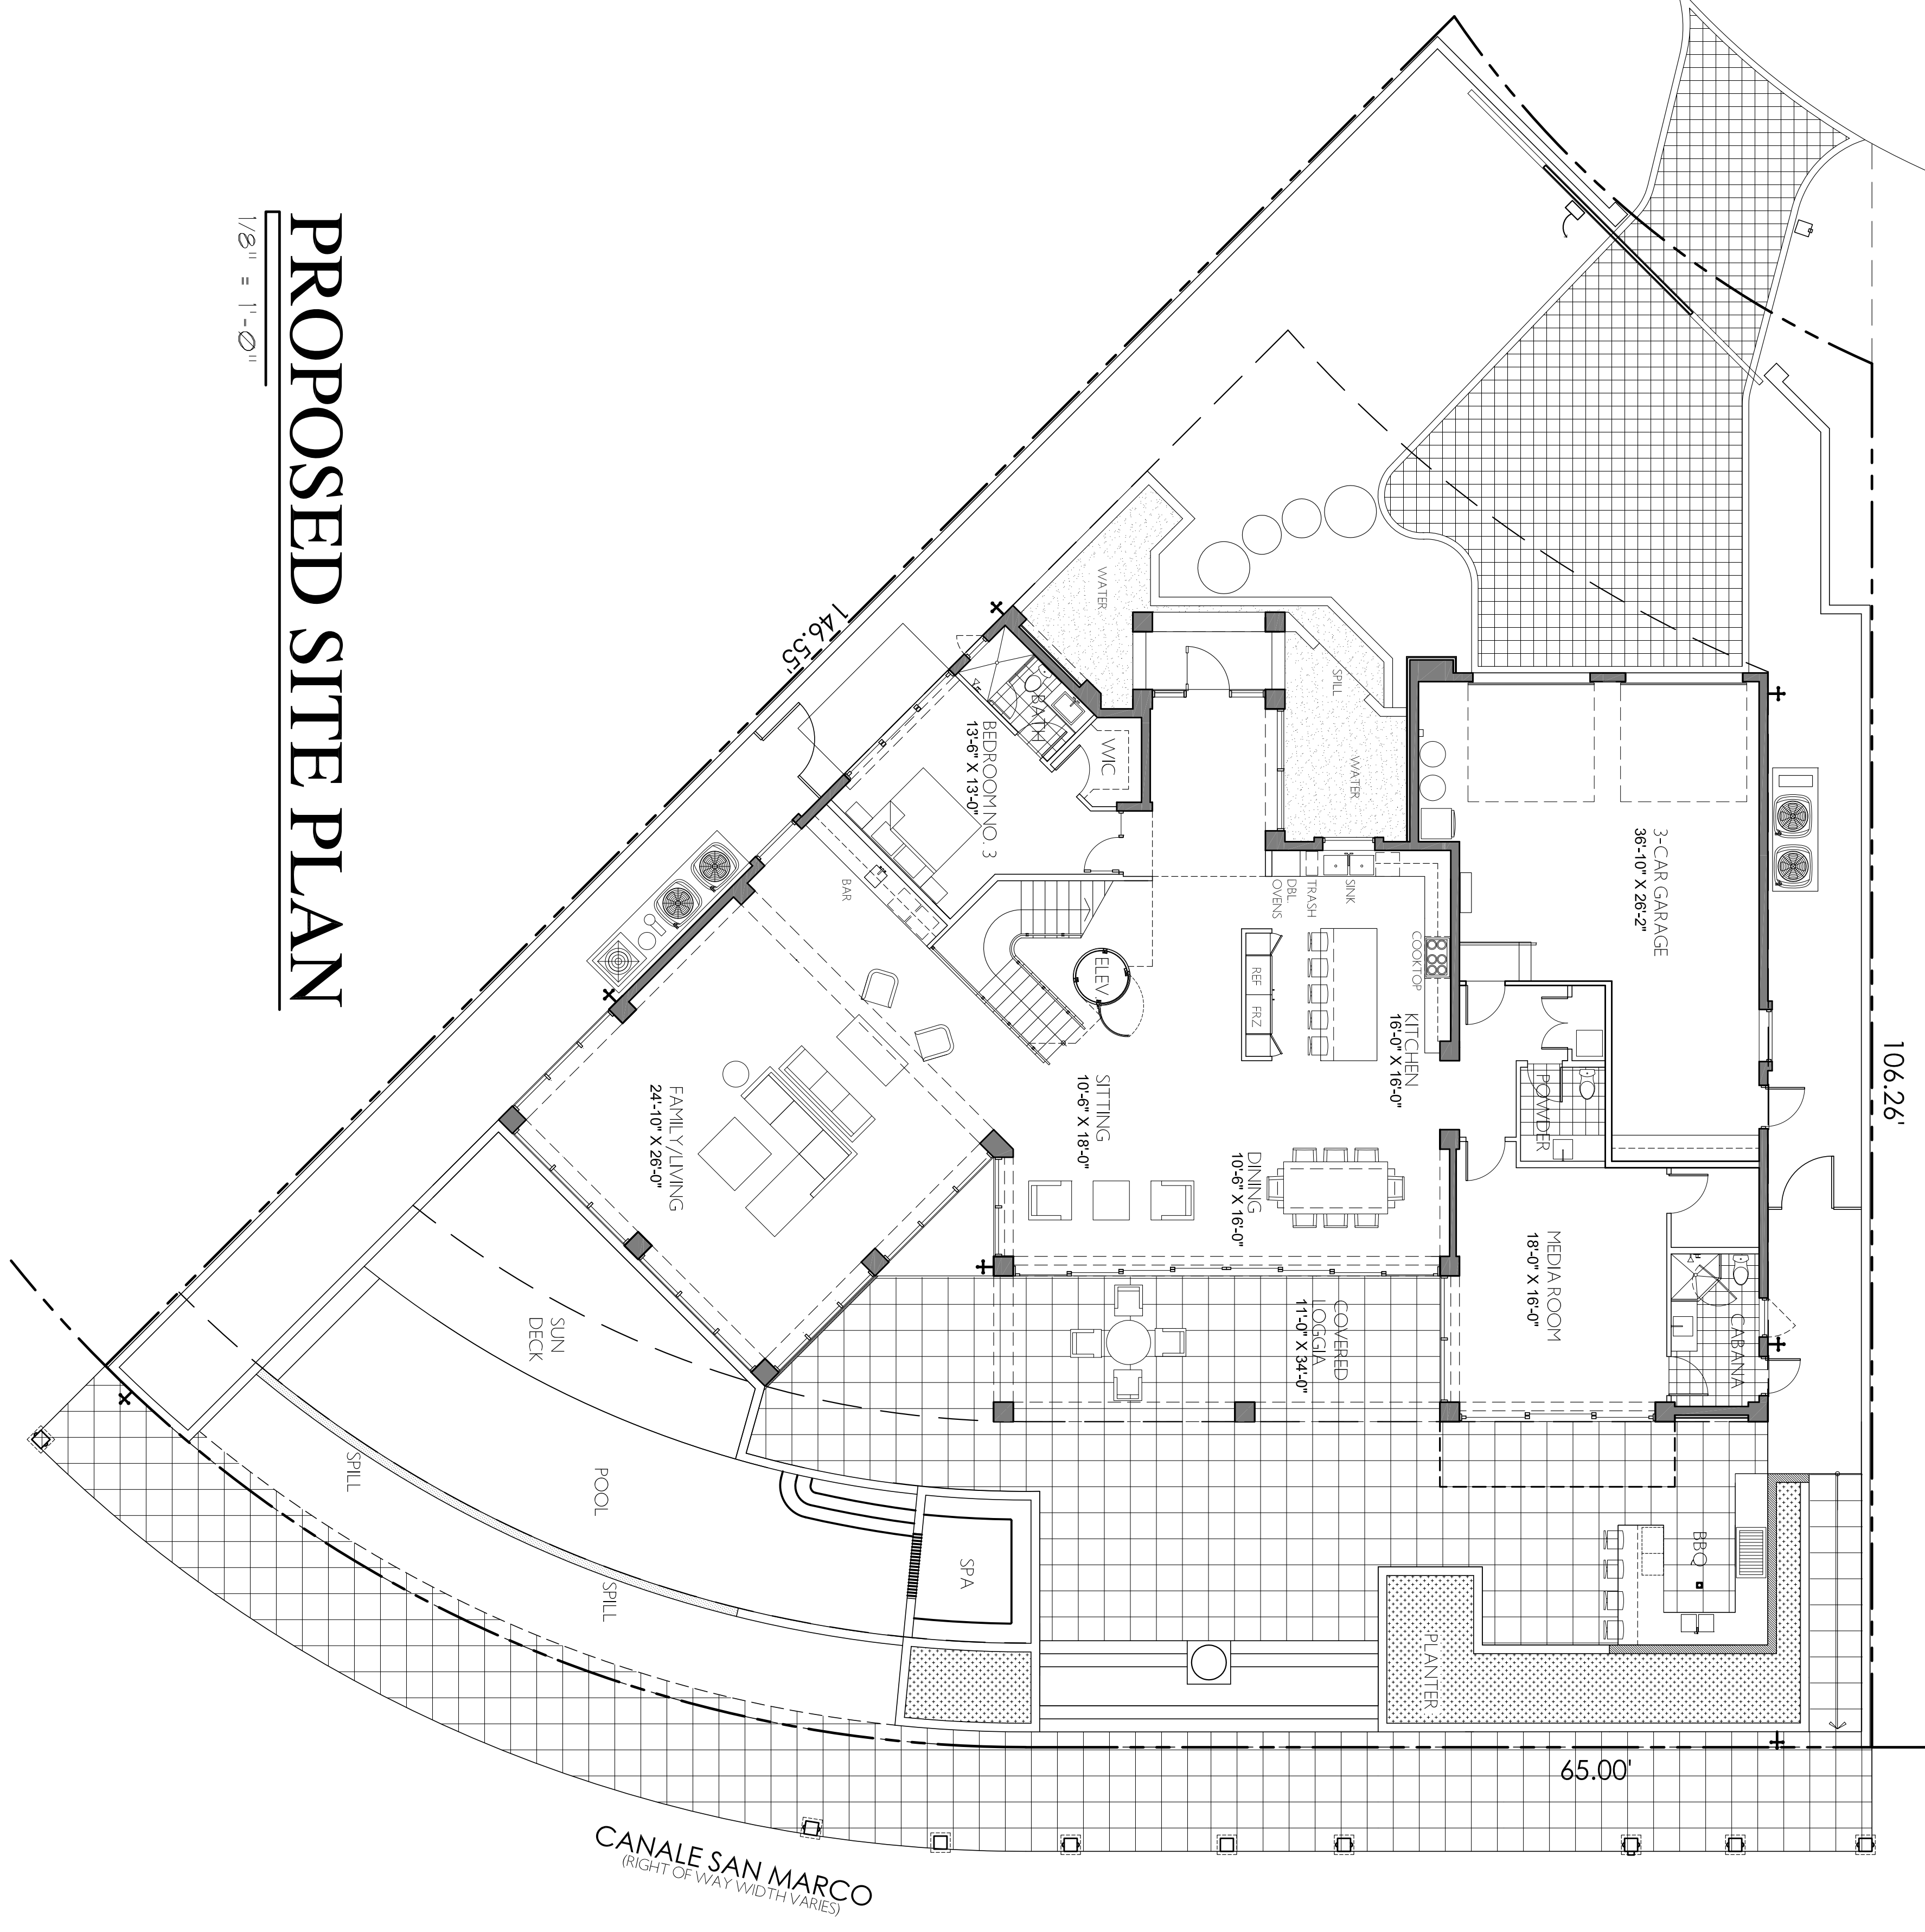 PROPOSED SITE PLAN
1/8" = 1'-0"
146.55'
106.26'
65.00'
WATER
SPILL
WATER
BATH
WIC
BEDROOM NO. 3
13'-6" X 13'-0"
3-CAR GARAGE
36'-10" X 26'-2"
BAR
DBL.
OVENS
TRASH
SINK
COOKTOP
ELEV
REF
FRZ
KITCHEN
16'-0" X 16'-0"
POWDER
FAMILY/LIVING
24'-10" X 26'-0"
SITTING
10'-6" X 18'-0"
DINING
10'-6" X 16'-0"
MEDIA ROOM
18'-0" X 16'-0"
CABANA
COVERED
LOGGIA
11'-0" X 34'-0"
SUN
DECK
SPILL
POOL
SPILL
SPA
BBQ
PLANTER
CANALE SAN MARCO
(RIGHT OF WAY WIDTH VARIES)